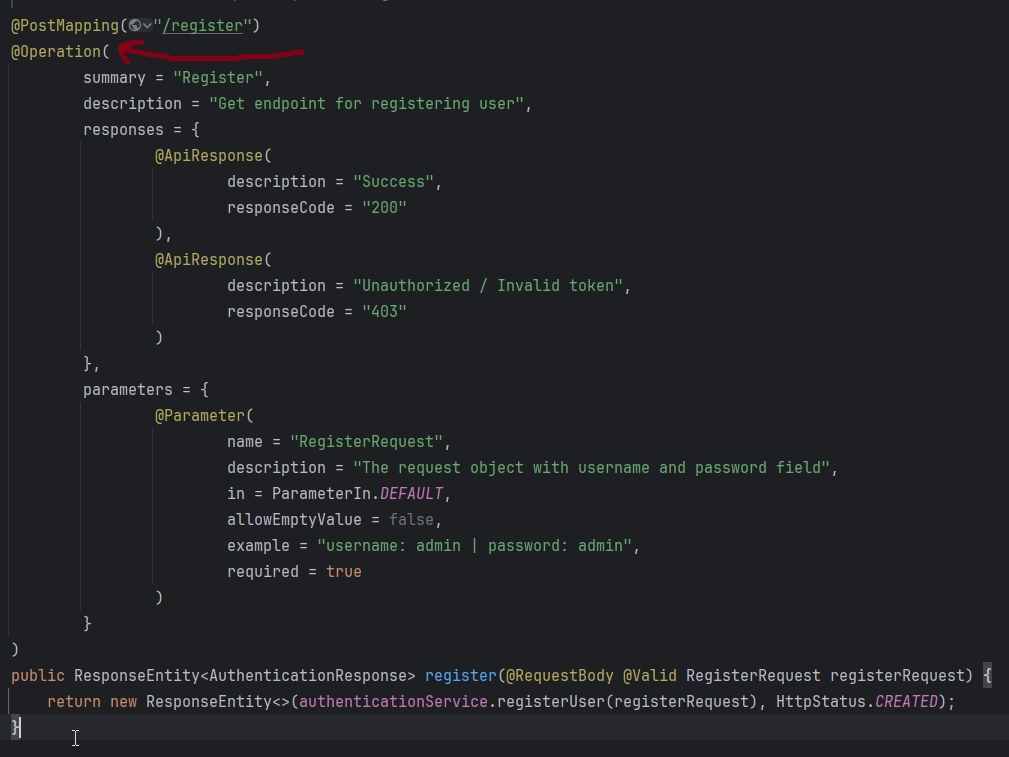 @PostMapping("/register")
@Operation(
summary = "Register",
description = "Get endpoint for registering user",
responses = {
@ApiResponse(
description = "Success",
responseCode = "200"
),
@ApiResponse(
description = "Unauthorized / Invalid token",
responseCode = "403"
)
},
parameters = {
@Parameter(
name = "RegisterRequest",
description = "The request object with username and password field",
in = ParameterIn.DEFAULT,
allowEmptyValue = false,
example = "username: admin | password: admin",
required = true
)
}
)
public ResponseEntity<AuthenticationResponse> register(@RequestBody @Valid RegisterRequest registerRequest) {
return new ResponseEntity<>(authenticationService.registerUser(registerRequest), HttpStatus.CREATED);
}